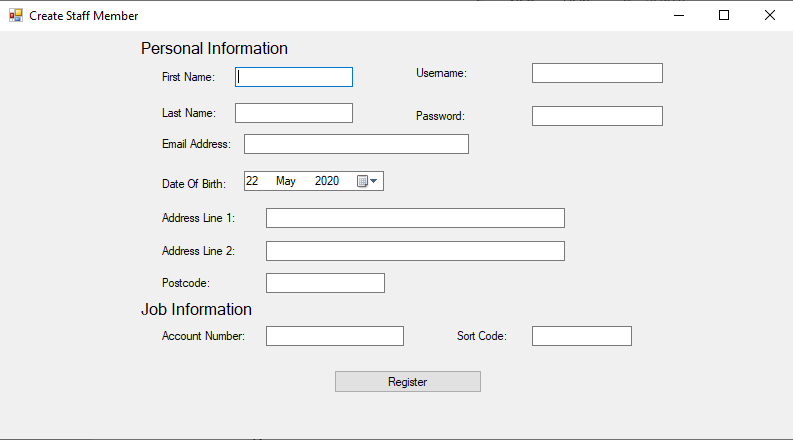 Create Staff Member
Personal Information
First Name:
Username:
Last Name:
Password:
Email Address:
Date Of Birth: 22 May 2020
Address Line 1:
Address Line 2:
Postcode:
Job Information
Account Number:
Sort Code:
Register